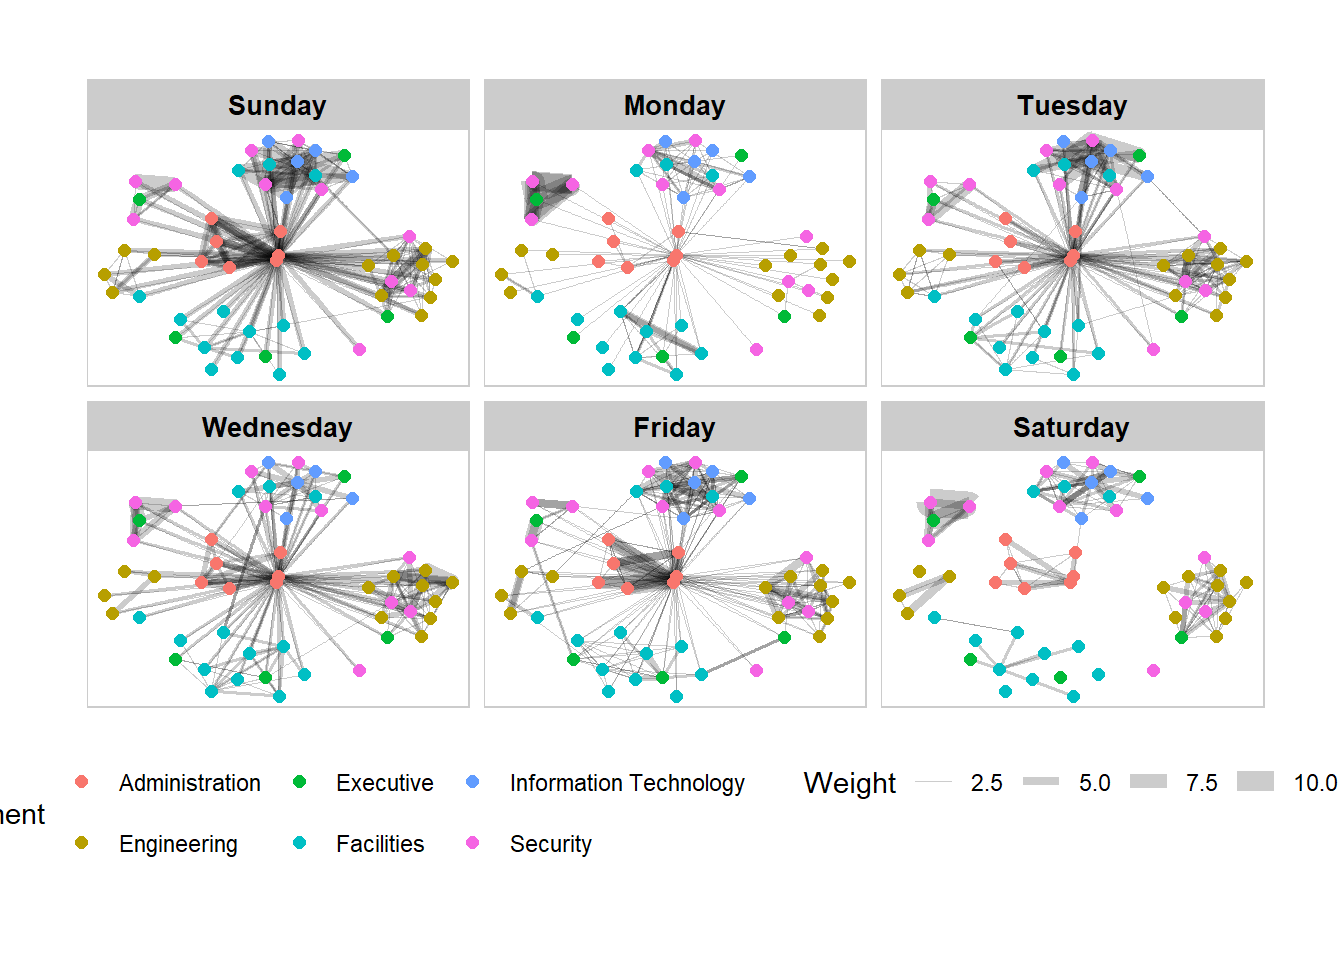 Sunday
Monday
Tuesday
Wednesday
Friday
Saturday
Administration Executive Information Technology Weight 2.5 5.0 7.5 10.0
ment
Engineering Facilities Security